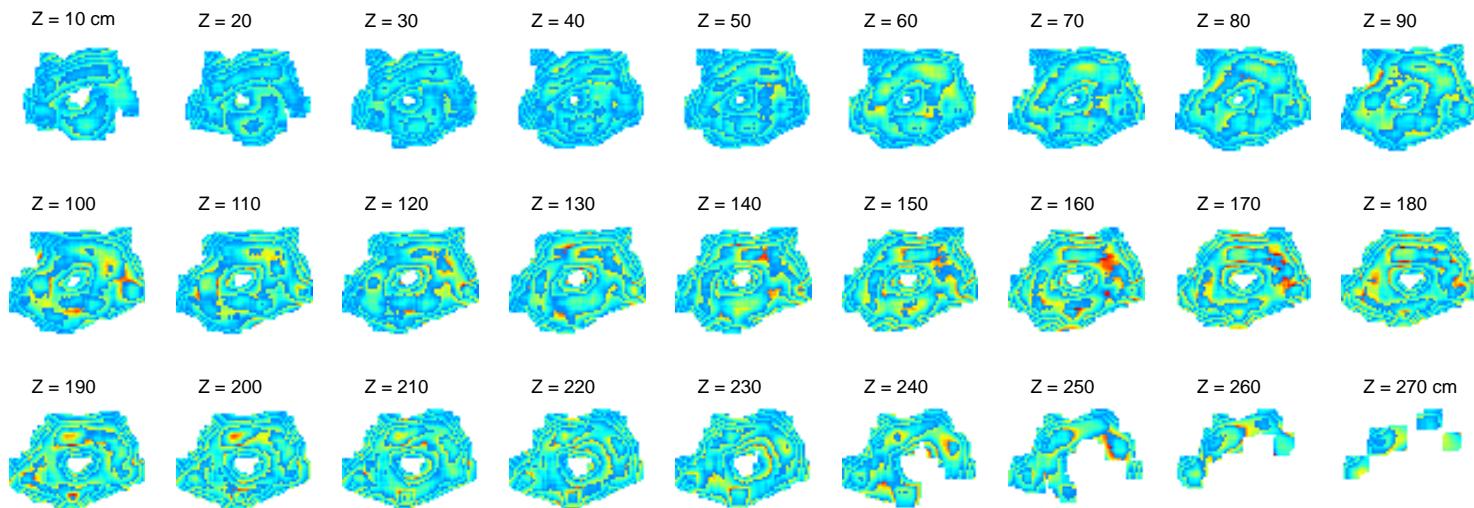 Z = 10 cm
Z = 20
Z = 30
Z = 40
Z = 50
Z = 60
Z = 70
Z = 80
Z = 90
Z = 100
Z = 110
Z = 120
Z = 130
Z = 140
Z = 150
Z = 160
Z = 170
Z = 180
Z = 190
Z = 200
Z = 210
Z = 220
Z = 230
Z = 240
Z = 250
Z = 260
Z = 270 cm